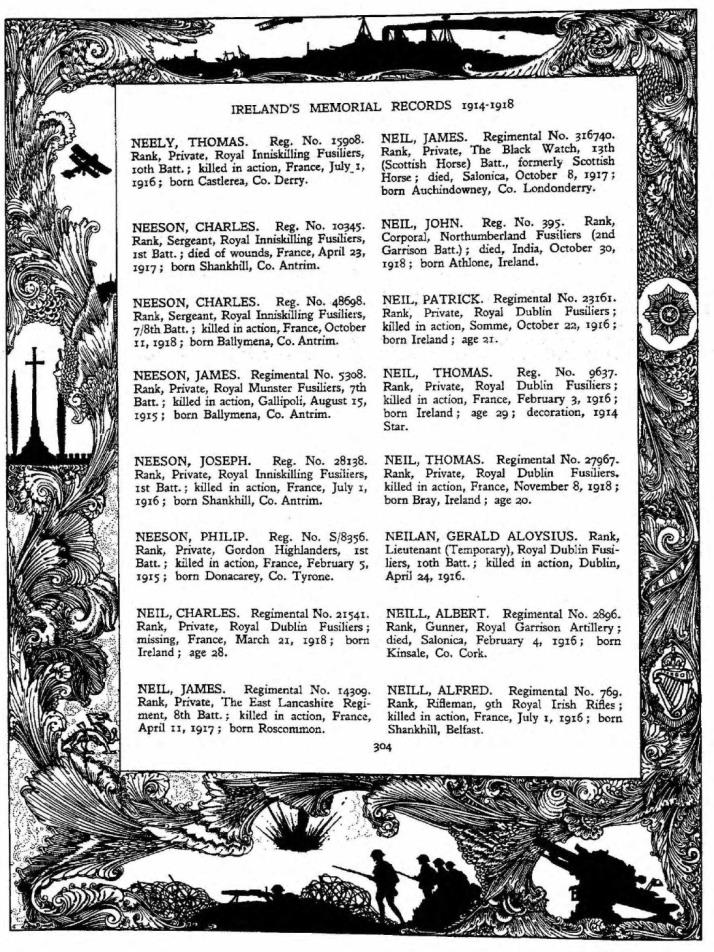 IRELAND'S MEMORIAL RECORDS 1914-1918
NEELY, THOMAS. Reg. No. 15908.
Rank, Private, Royal Inniskilling Fusiliers,
10th Batt.; killed in action, France, July 1,
1916; born Castlerea, Co. Derry.
NEESON, CHARLES. Reg. No. 10345.
Rank, Sergeant, Royal Inniskilling Fusiliers,
1st Batt.; died of wounds, France, April 23,
1917; born Shankhill, Co. Antrim.
NEESON, CHARLES. Reg. No. 48698.
Rank, Sergeant, Royal Inniskilling Fusiliers,
7/8th Batt.; killed in action, France, October
11, 1918; born Ballymena, Co. Antrim.
NEESON, JAMES. Regimental No. 5308.
Rank, Private, Royal Munster Fusiliers, 7th
Batt.; killed in action, Gallipoli, August 15,
1915; born Ballymena, Co. Antrim.
NEESON, JOSEPH. Reg. No. 28138.
Rank, Private, Royal Inniskilling Fusiliers,
1st Batt.; killed in action, France, July 1,
1916; born Shankhill, Co. Antrim.
NEESON, PHILIP. Reg. No. S/8356.
Rank, Private, Gordon Highlanders, 1st
Batt.; killed in action, France, February 5,
1915; born Donacarey, Co. Tyrone.
NEIL, CHARLES. Regimental No. 21541.
Rank, Private, Royal Dublin Fusiliers;
missing, France, March 21, 1918; born
Ireland; age 28.
NEIL, JAMES. Regimental No. 14309.
Rank, Private, The East Lancashire Regi-
ment, 8th Batt.; killed in action, France,
April 11, 1917; born Roscommon.
NEIL, JAMES. Regimental No. 316740.
Rank, Private, The Black Watch, 13th
(Scottish Horse) Batt., formerly Scottish
Horse; died, Salonica, October 8, 1917;
born Auchindowney, Co. Londonderry.
NEIL, JOHN. Reg. No. 395. Rank,
Corporal, Northumberland Fusiliers (2nd
Garrison Batt.); died, India, October 30,
1918; born Athlone, Ireland.
NEIL, PATRICK. Regimental No. 23161.
Rank, Private, Royal Dublin Fusiliers;
killed in action, Somme, October 22, 1916;
born Ireland; age 21.
NEIL, THOMAS. Reg. No. 9637.
Rank, Private, Royal Dublin Fusiliers;
killed in action, France, February 3, 1916;
born Ireland; age 29; decoration, 1914
Star.
NEIL, THOMAS. Regimental No. 27967.
Rank, Private, Royal Dublin Fusiliers.
killed in action, France, November 8, 1918;
born Bray, Ireland; age 20.
NEILAN, GERALD ALOYSIUS. Rank,
Lieutenant (Temporary), Royal Dublin Fusi-
liers, 10th Batt.; killed in action, Dublin,
April 24, 1916.
NEILL, ALBERT. Regimental No. 2896.
Rank, Gunner, Royal Garrison Artillery;
died, Salonica, February 4, 1916; born
Kinsale, Co. Cork.
NEILL, ALFRED. Regimental No. 769.
Rank, Rifleman, 9th Royal Irish Rifles;
killed in action, France, July 1, 1916; born
Shankhill, Belfast.
304